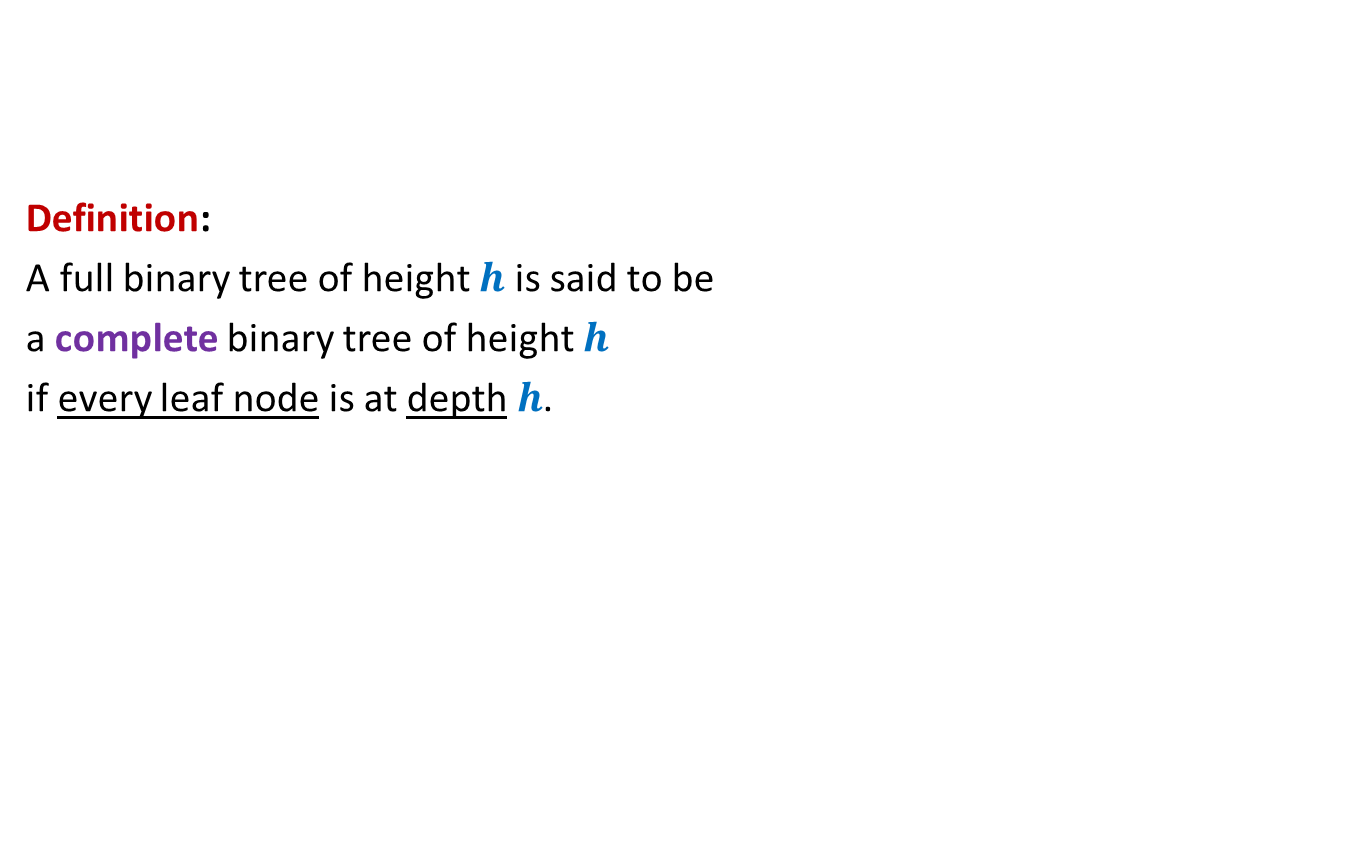 Definition:
A full binary tree of height h is said to be
a complete binary tree of height h
if every leaf node is at depth h.